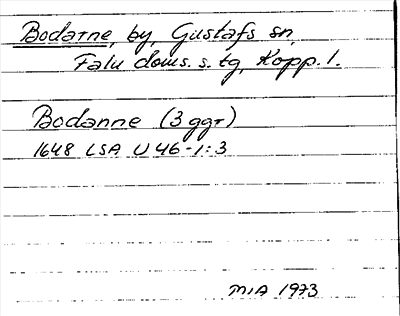 Bodarne, by, Gustafs sn,
Falu doms. s. tg, Kopp. l.
Bodanne (3 ggr)
1648 LSA U 46-1:3
MIA 1973